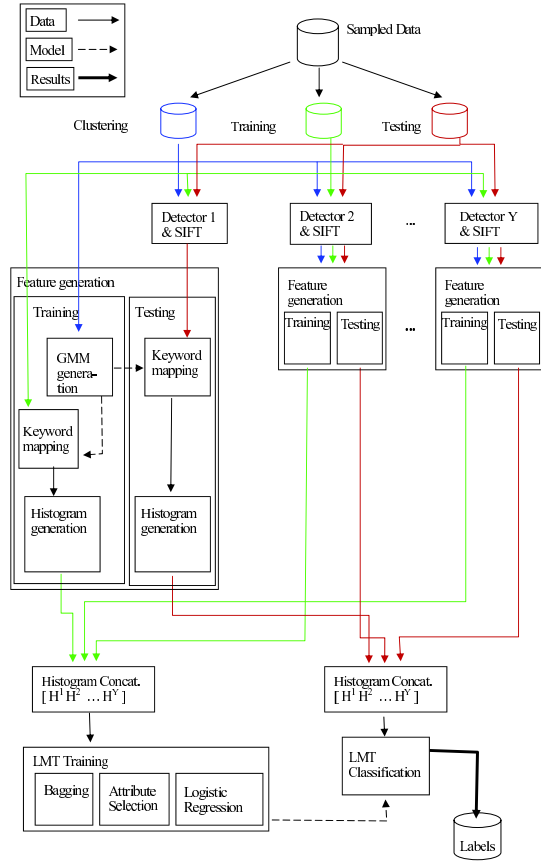 Data
Model
Results
Sampled Data
Clustering
Training
Testing
Detector 1
& SIFT
Detector 2
& SIFT
...
Detector Y
& SIFT
Feature generation
Training
Testing
GMM
genera-
tion
Keyword
mapping
Keyword
mapping
Histogram
generation
Histogram
generation
Feature
generation
Training
Testing
...
Feature
generation
Training
Testing
Histogram Concat.
[ H¹ H² ... Hʸ ]
Histogram Concat.
[ H¹ H² ... Hʸ ]
LMT Training
Bagging
Attribute
Selection
Logistic
Regression
LMT
Classification
Labels